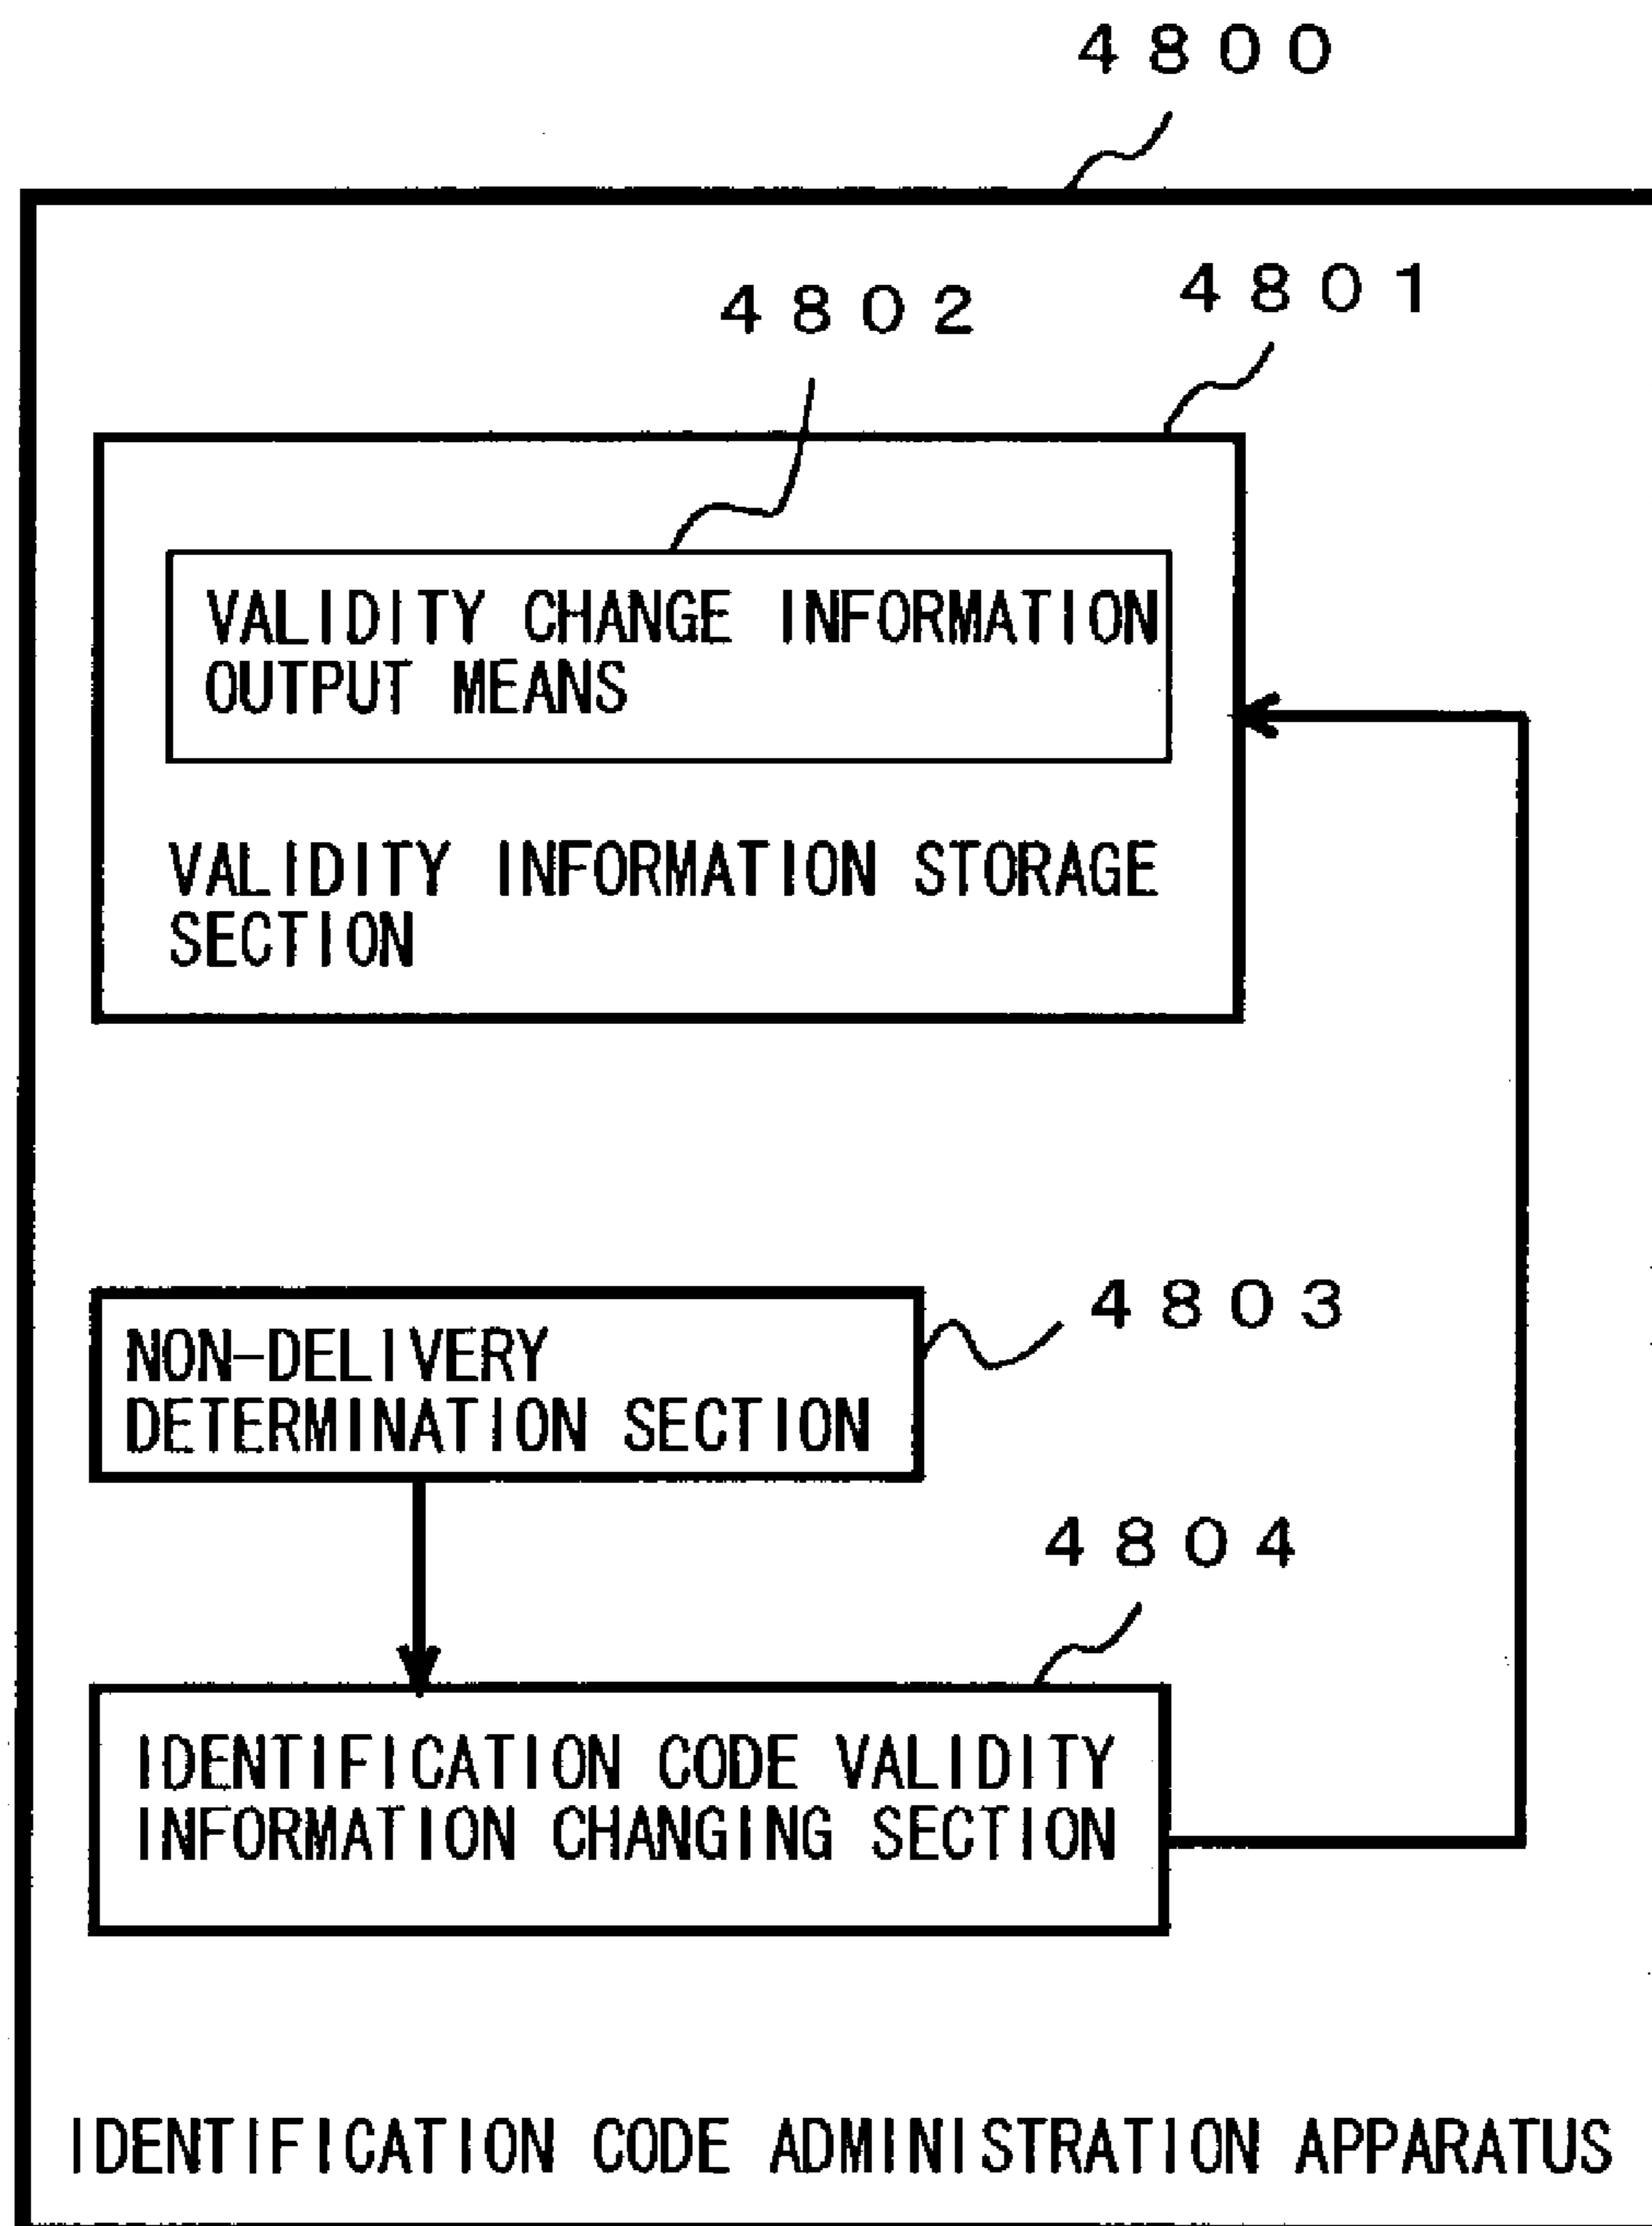 4800
4801
4802
VALIDITY CHANGE INFORMATION
OUTPUT MEANS
VALIDITY INFORMATION STORAGE
SECTION
4803
NON-DELIVERY
DETERMINATION SECTION
4804
IDENTIFICATION CODE VALIDITY
INFORMATION CHANGING SECTION
IDENTIFICATION CODE ADMINISTRATION APPARATUS